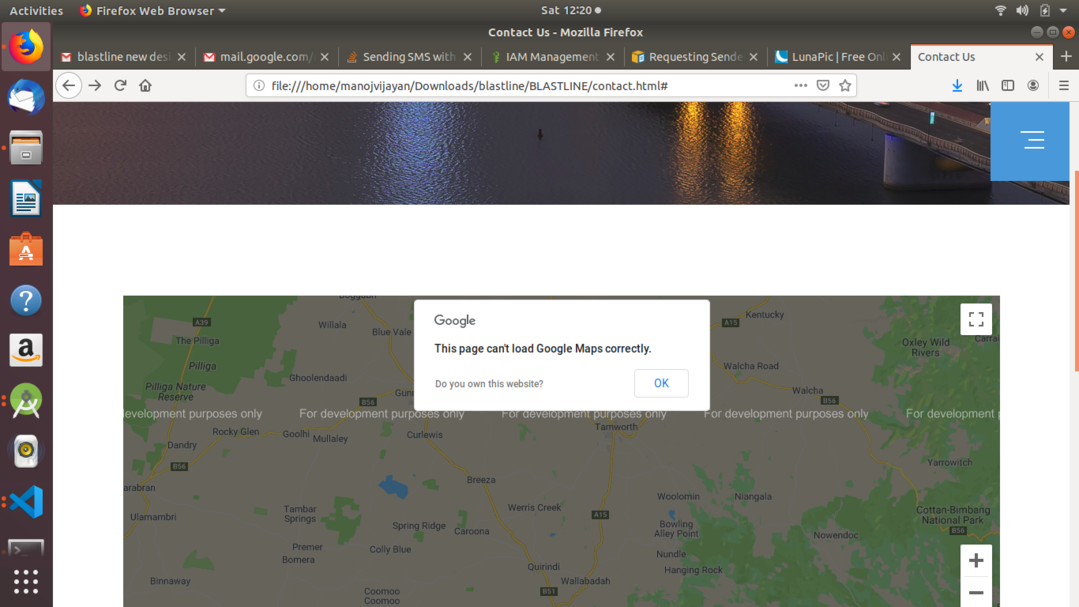 Activities Firefox Web Browser Sat 12:20
Contact Us - Mozilla Firefox
blastline new desi mail.google.com/ Sending SMS with IAM Management Requesting Sende LunaPic | Free Onl Contact Us
file:///home/manojvijayan/Downloads/blastline/BLASTLINE/contact.html#
Google
This page can't load Google Maps correctly.
Do you own this website?
OK
A39
Willala
Blue Vale
The Pilliga
Pilliga
Pilliga Nature
Reserve
Ghoolendaadi
Gunn
B56
A15
Kentucky
Oxley Wild
Rivers
Carrai
Walcha Road
Walcha
B56
development purposes only For development purposes only For development purposes only For development purposes only For development p
Rocky Glen
Goolhi
Mullaley
Curlewis
Tamworth
Dandry
B56
Breeza
Yarrowitch
arabran
Werris Creek
Woolomin
Niangala
Ulamambri
Tambar
Springs
Spring Ridge
Caroona
A15
Bowling
Alley Point
Cottan-Bimbang
National Park
B56
Nowendoc
Premer
Colly Blue
Bomera
Nundle
Hanging Rock
Quirindi
Binnaway
Wallabadah
Coomoo
Coomoo
B51